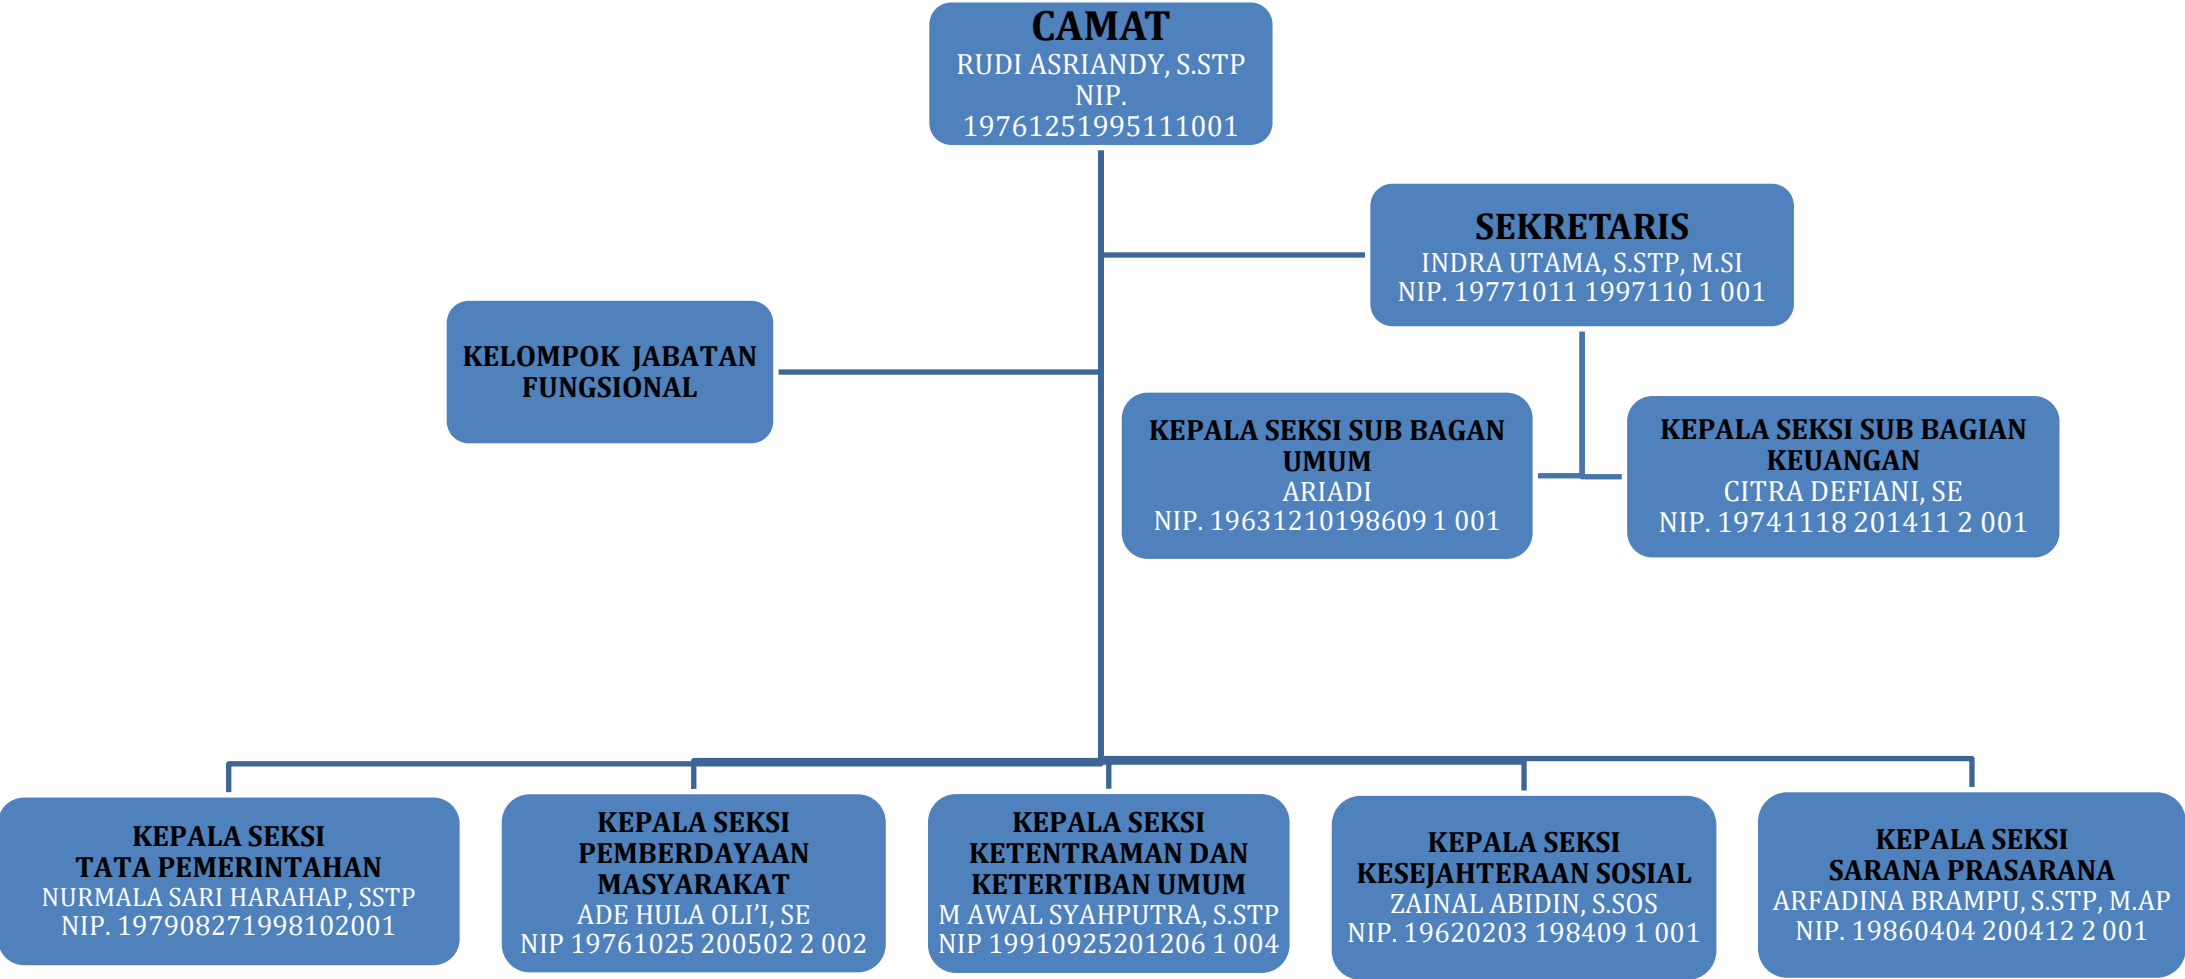 CAMAT
RUDI ASRIANDY, S.STP
NIP.
19761251995111001
SEKRETARIS
INDRA UTAMA, S.STP, M.SI
NIP. 19771011 1997110 1 001
KELOMPOK JABATAN
FUNGSIONAL
KEPALA SEKSI SUB BAGAN
UMUM
ARIADI
NIP. 19631210198609 1 001
KEPALA SEKSI SUB BAGIAN
KEUANGAN
CITRA DEFIANI, SE
NIP. 19741118 201411 2 001
KEPALA SEKSI
TATA PEMERINTAHAN
NURMALA SARI HARAHAP, SSTP
NIP. 197908271998102001
KEPALA SEKSI
PEMBERDAYAAN
MASYARAKAT
ADE HULA OLI’I, SE
NIP 19761025 200502 2 002
KEPALA SEKSI
KETENTRAMAN DAN
KETERTIBAN UMUM
M AWAL SYAHPUTRA, S.STP
NIP 19910925201206 1 004
KEPALA SEKSI
KESEJAHTERAAN SOSIAL
ZAINAL ABIDIN, S.SOS
NIP. 19620203 198409 1 001
KEPALA SEKSI
SARANA PRASARANA
ARFADINA BRAMPU, S.STP, M.AP
NIP. 19860404 200412 2 001